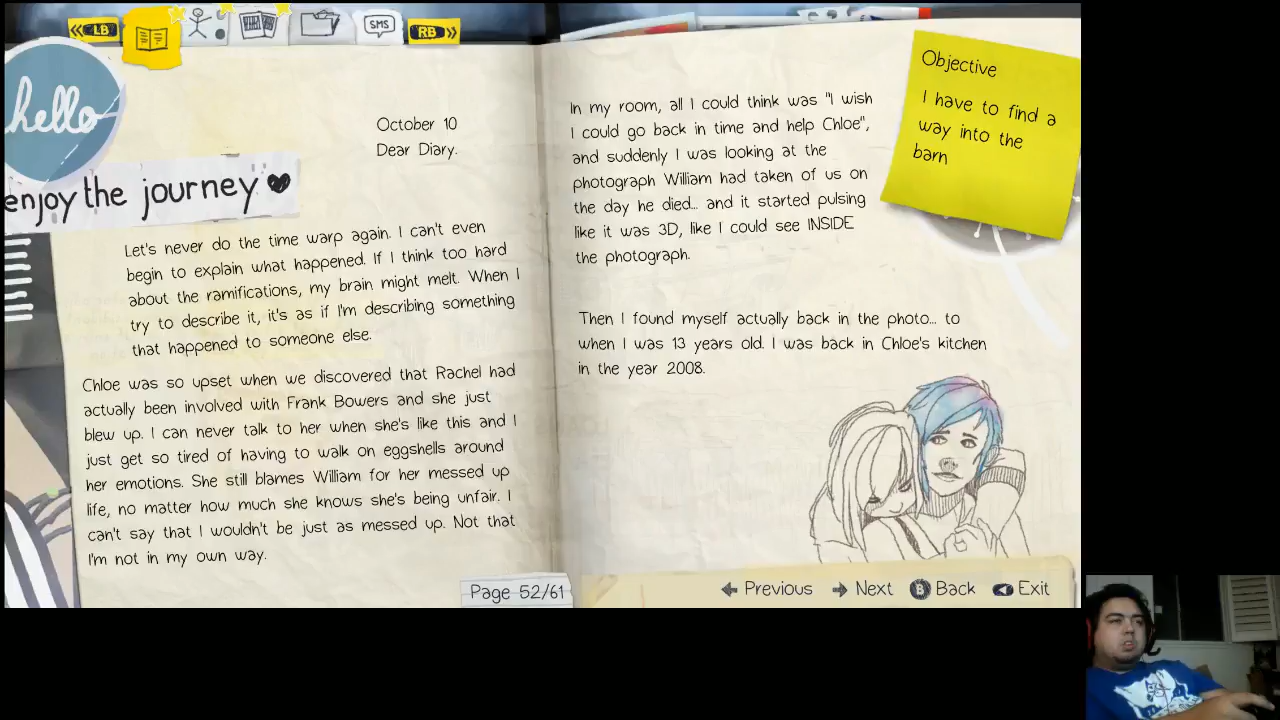 LB
SMS
RB
hello
enjoy the journey
October 10
Dear Diary.
Let's never do the time warp again. I can't even
begin to explain what happened. If I think too hard
about the ramifications, my brain might melt. When I
try to describe it, it's as if I'm describing something
that happened to someone else.
Chloe was so upset when we discovered that Rachel had
actually been involved with Frank Bowers and she just
blew up. I can never talk to her when she's like this and I
just get so tired of having to walk on eggshells around
her emotions. She still blames William for her messed up
life, no matter how much she knows she's being unfair. I
can't say that I wouldn't be just as messed up. Not that
I'm not in my own way.
In my room, all I could think was "I wish
I could go back in time and help Chloe",
and suddenly I was looking at the
photograph William had taken of us on
the day he died... and it started pulsing
like it was 3D, like I could see INSIDE
the photograph.
Then I found myself actually back in the photo... to
when I was 13 years old. I was back in Chloe's kitchen
in the year 2008.
Objective
I have to find a
way into the
barn
Page 52/61
Previous
Next
B Back
Exit